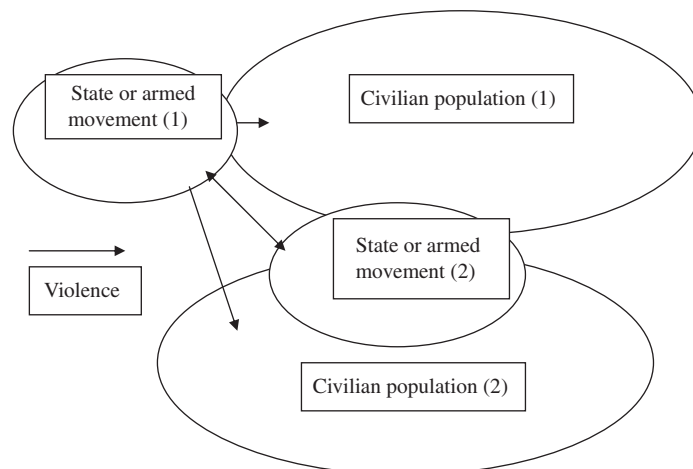 State or armed
movement (1)
Civilian population (1)
State or armed
movement (2)
Violence
Civilian population (2)